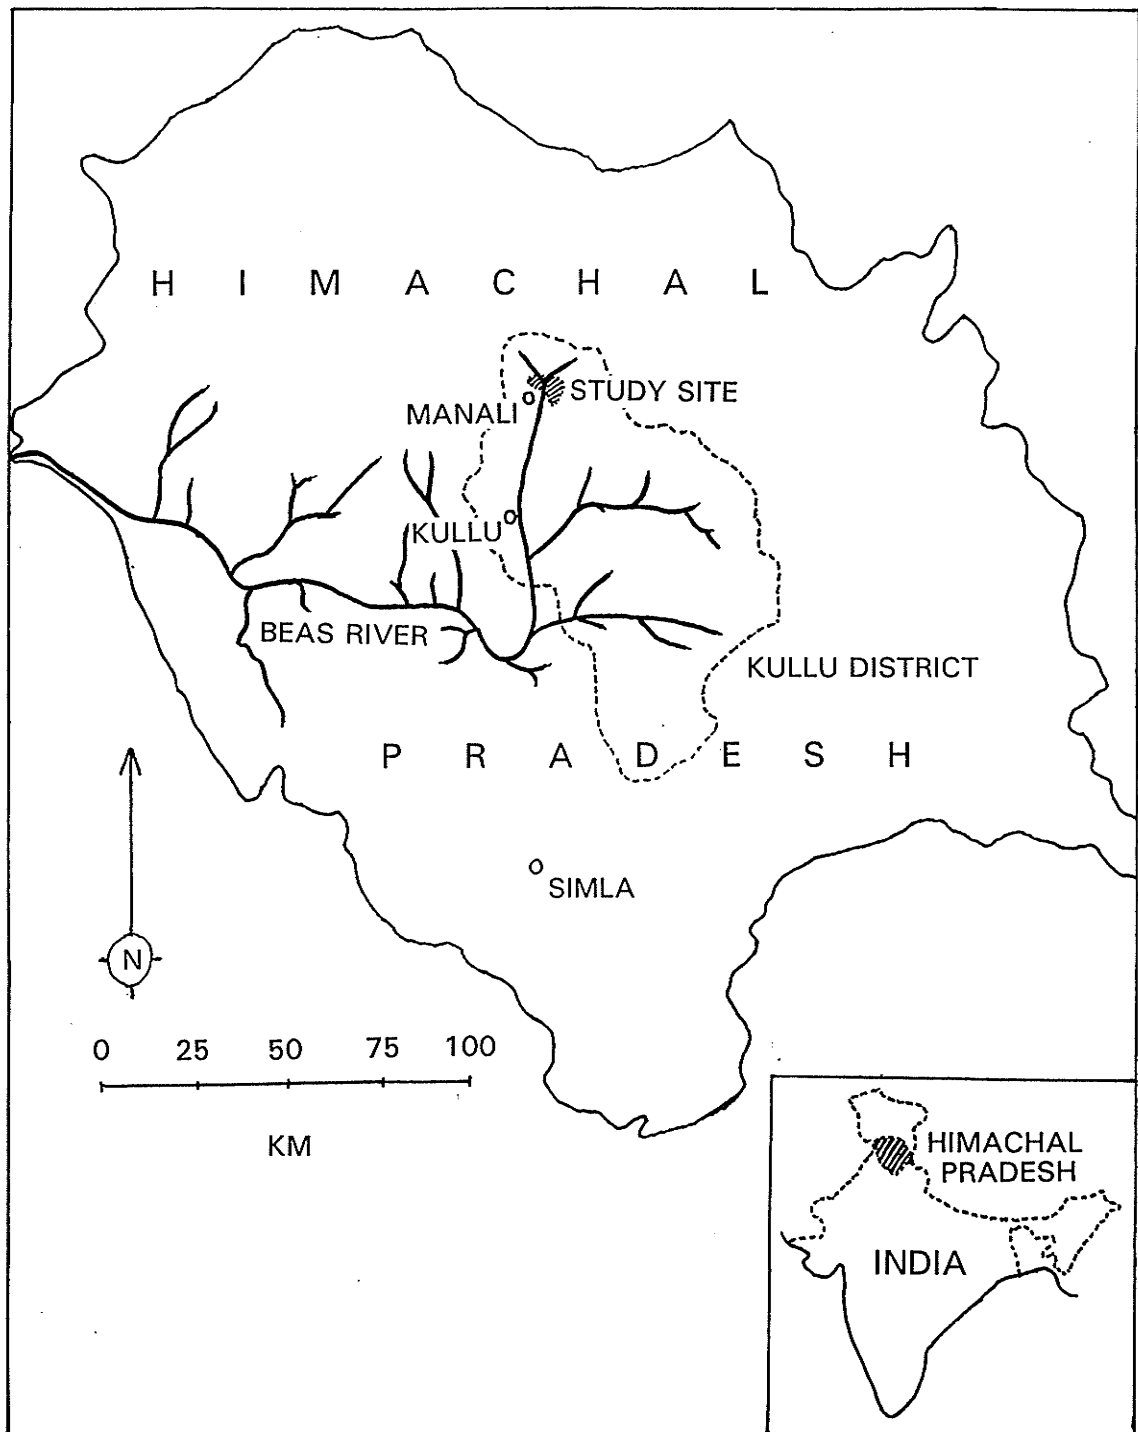 H I M A C H A L
STUDY SITE
MANALI
KULLU
BEAS RIVER
KULLU DISTRICT
P R A D E S H
SIMLA
N
0 25 50 75 100
KM
HIMACHAL
PRADESH
INDIA